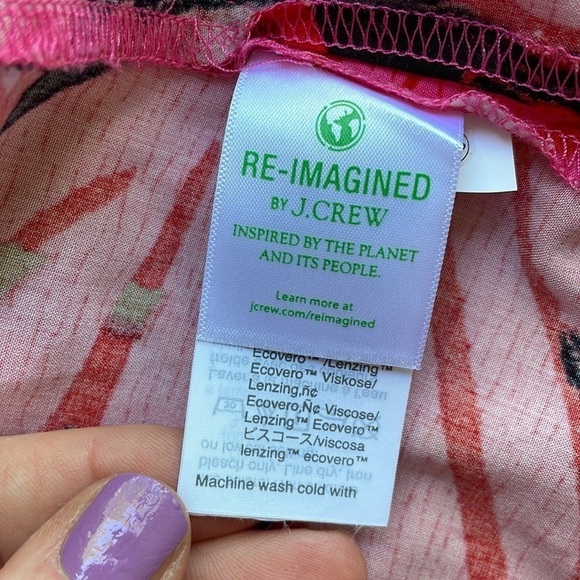 RE-IMAGINED
BY J.CREW
INSPIRED BY THE PLANET
AND ITS PEOPLE.
Learn more at
jcrew.com/reimagined
Ecovero™ /Lenzing™
Ecovero™ Viskose/
Lenzing,ñ¢
Ecovero,Ñ¢ Viscose/
Lenzing™ Ecovero™
ビスコース/viscosa
lenzing™ ecovero™
Machine wash cold with